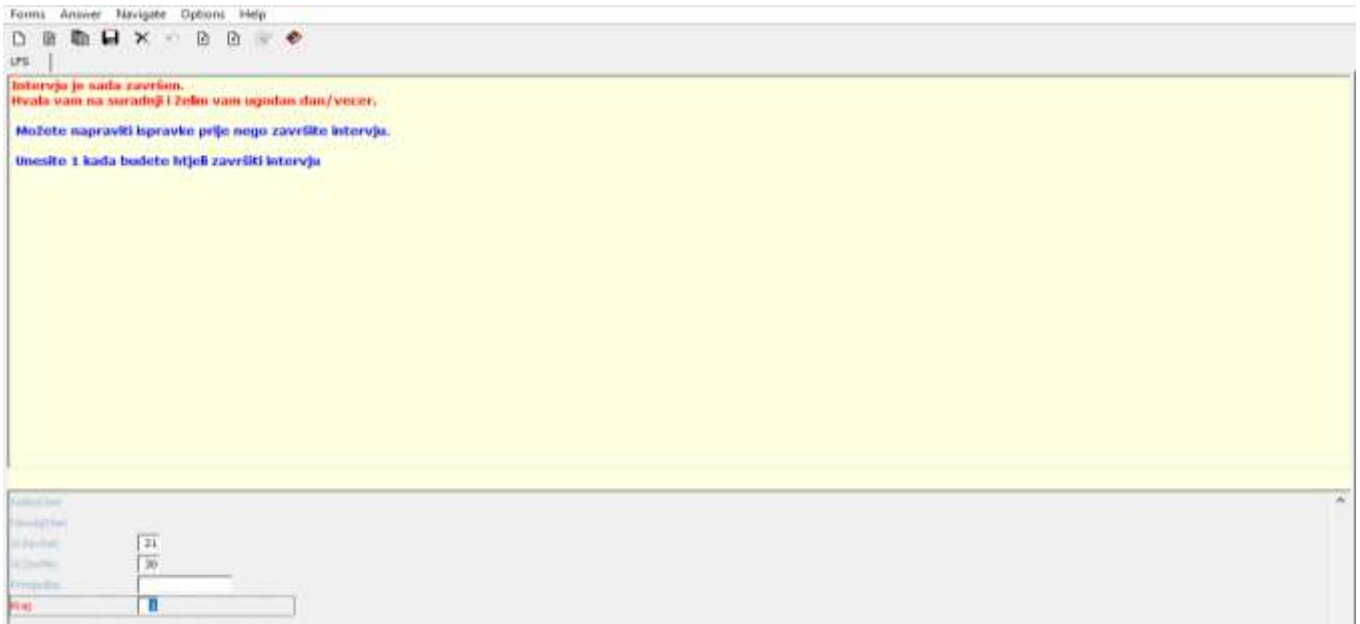 Forms Answer Navigate Options Help
LFS
Intervju je sada završen.
Hvala vam na suradnji i želim vam ugodan dan/vecer.
Možete napraviti ispravke prije nego završite intervju.
Unesite 1 kada budete htjeli završiti intervju
21
30
Kraj